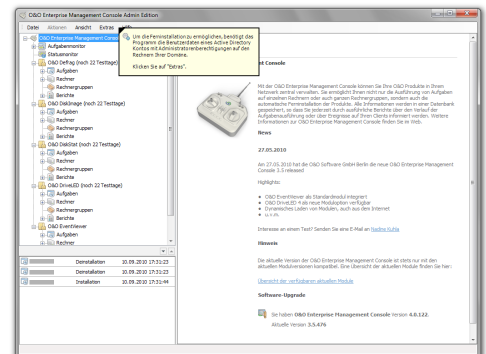 O&O Enterprise Management Console Admin Edition
Datei Aktionen Ansicht Extras
Um die Ferninstallation zu ermöglichen, benötigt das
Programm die Benutzerdaten eines Active Directory
Kontos mit Administratorenberechtigungen auf den
Rechnern Ihrer Domäne.
Klicken Sie auf "Extras".
O&O Enterprise Management Console
Aufgabenmonitor
Statusmonitor
O&O Defrag (noch 22 Testtage)
Aufgaben
Rechner
Rechnergruppen
Berichte
O&O DiskImage (noch 22 Testtage)
Aufgaben
Rechner
Rechnergruppen
Berichte
O&O DiskStat (noch 22 Testtage)
Aufgaben
Rechner
Rechnergruppen
Berichte
O&O DriveLED (noch 22 Testtage)
Aufgaben
Rechner
Rechnergruppen
Berichte
O&O EventViewer
Aufgaben
Rechner
Deinstallation 10.09.2010 17:31:23
Deinstallation 10.09.2010 17:31:23
Installation 10.09.2010 17:31:44
nt Console
Mit der O&O Enterprise Management Console können Sie Ihre O&O Produkte in Ihrem
Netzwerk zentral verwalten. Sie ermöglicht Ihnen nicht nur die Ausführung von Aufgaben
auf einzelnen Rechnern oder auch ganzen Rechnergruppen, sondern auch die
automatische Ferninstallation der Produkte. Alle Informationen werden in einer Datenbank
gespeichert, so dass Sie jederzeit durch ausführliche Berichte über den Verlauf der
Aufgabenausführung oder über Ereignisse auf Ihren Clients informiert werden. Weitere
Informationen zur O&O Enterprise Management Console finden Sie im Web.
News
27.05.2010
Am 27.05.2010 hat die O&O Software GmbH Berlin die neue O&O Enterprise Management
Console 3.5 released
Highlights:
O&O EventViewer als Standardmodul integriert
O&O DriveLED 4 als neue Moduloption verfügbar
Dynamisches Laden von Modulen, auch aus dem Internet
u.v.m.
Interesse an einem Test? Senden Sie eine E-Mail an Nadine Kuhla
Hinweis
Die aktuelle Version der O&O Enterprise Management Console ist stets nur mit den
aktuellen Modulversionen kompatibel. Eine Übersicht der aktuellen Module finden Sie hier:
Übersicht der verfügbaren aktuellen Module
Software-Upgrade
Sie haben O&O Enterprise Management Console Version 4.0.122.
Aktuelle Version 3.5.476